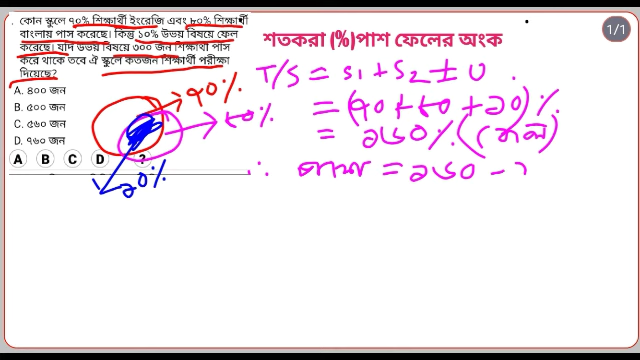 কোন স্কুলে ৭০% শিক্ষার্থী ইংরেজি এবং ৮০% শিক্ষার্থী
বাংলায় পাস করেছে। কিন্তু ১০% উভয় বিষয়ে ফেল
করেছে। যদি উভয় বিষয়ে ৩০০ জন শিক্ষার্থী পাস
করে থাকে তবে ঐ স্কুলে কতজন শিক্ষার্থী পরীক্ষা
দিয়েছে?
A. ৪০০ জন
B. ৫০০ জন
C. ৫৬০ জন
D. ৭৬০ জন
A B C D ?
1/1
শতকরা (%)পাশ ফেলের অংক
T/S = S1 + S2 ± U
= (৭০+৮০+১০)%
= ১৬০%
∴ পাশ = ১৬০ -
৭০%
৮০%
১০%